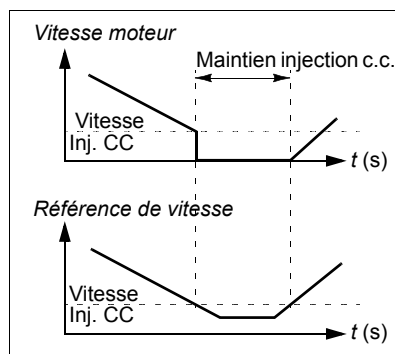 Vitesse moteur
Maintien injection c.c.
Vitesse
Inj. CC
t (s)
Référence de vitesse
Vitesse
Inj. CC
t (s)